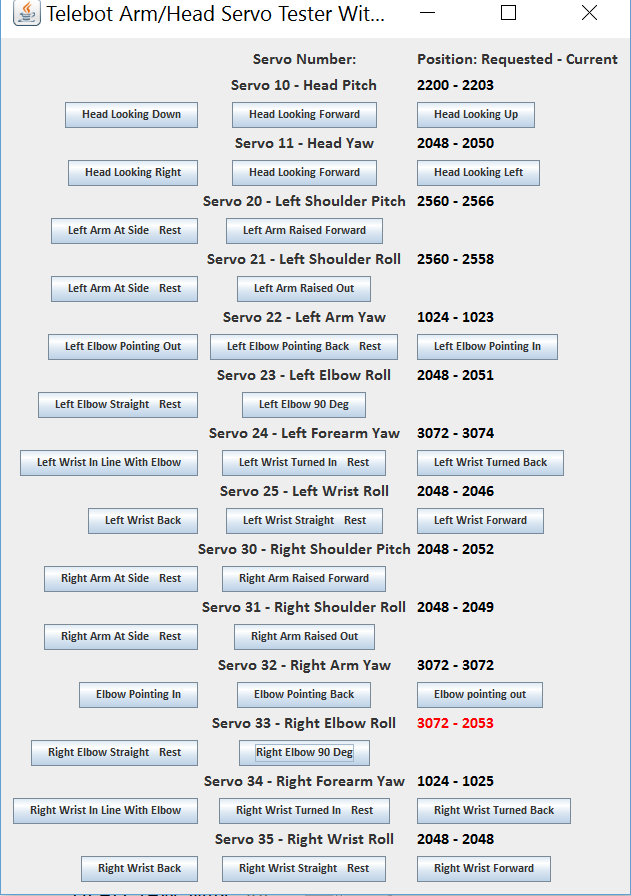 Telebot Arm/Head Servo Tester Wit...
Servo Number: Position: Requested - Current
Servo 10 - Head Pitch 2200 - 2203
Head Looking Down Head Looking Forward Head Looking Up
Servo 11 - Head Yaw 2048 - 2050
Head Looking Right Head Looking Forward Head Looking Left
Servo 20 - Left Shoulder Pitch 2560 - 2566
Left Arm At Side Rest Left Arm Raised Forward
Servo 21 - Left Shoulder Roll 2560 - 2558
Left Arm At Side Rest Left Arm Raised Out
Servo 22 - Left Arm Yaw 1024 - 1023
Left Elbow Pointing Out Left Elbow Pointing Back Rest Left Elbow Pointing In
Servo 23 - Left Elbow Roll 2048 - 2051
Left Elbow Straight Rest Left Elbow 90 Deg
Servo 24 - Left Forearm Yaw 3072 - 3074
Left Wrist In Line With Elbow Left Wrist Turned In Rest Left Wrist Turned Back
Servo 25 - Left Wrist Roll 2048 - 2046
Left Wrist Back Left Wrist Straight Rest Left Wrist Forward
Servo 30 - Right Shoulder Pitch 2048 - 2052
Right Arm At Side Rest Right Arm Raised Forward
Servo 31 - Right Shoulder Roll 2048 - 2049
Right Arm At Side Rest Right Arm Raised Out
Servo 32 - Right Arm Yaw 3072 - 3072
Elbow Pointing In Elbow Pointing Back Elbow pointing out
Servo 33 - Right Elbow Roll 3072 - 2053
Right Elbow Straight Rest Right Elbow 90 Deg
Servo 34 - Right Forearm Yaw 1024 - 1025
Right Wrist In Line With Elbow Right Wrist Turned In Rest Right Wrist Turned Back
Servo 35 - Right Wrist Roll 2048 - 2048
Right Wrist Back Right Wrist Straight Rest Right Wrist Forward